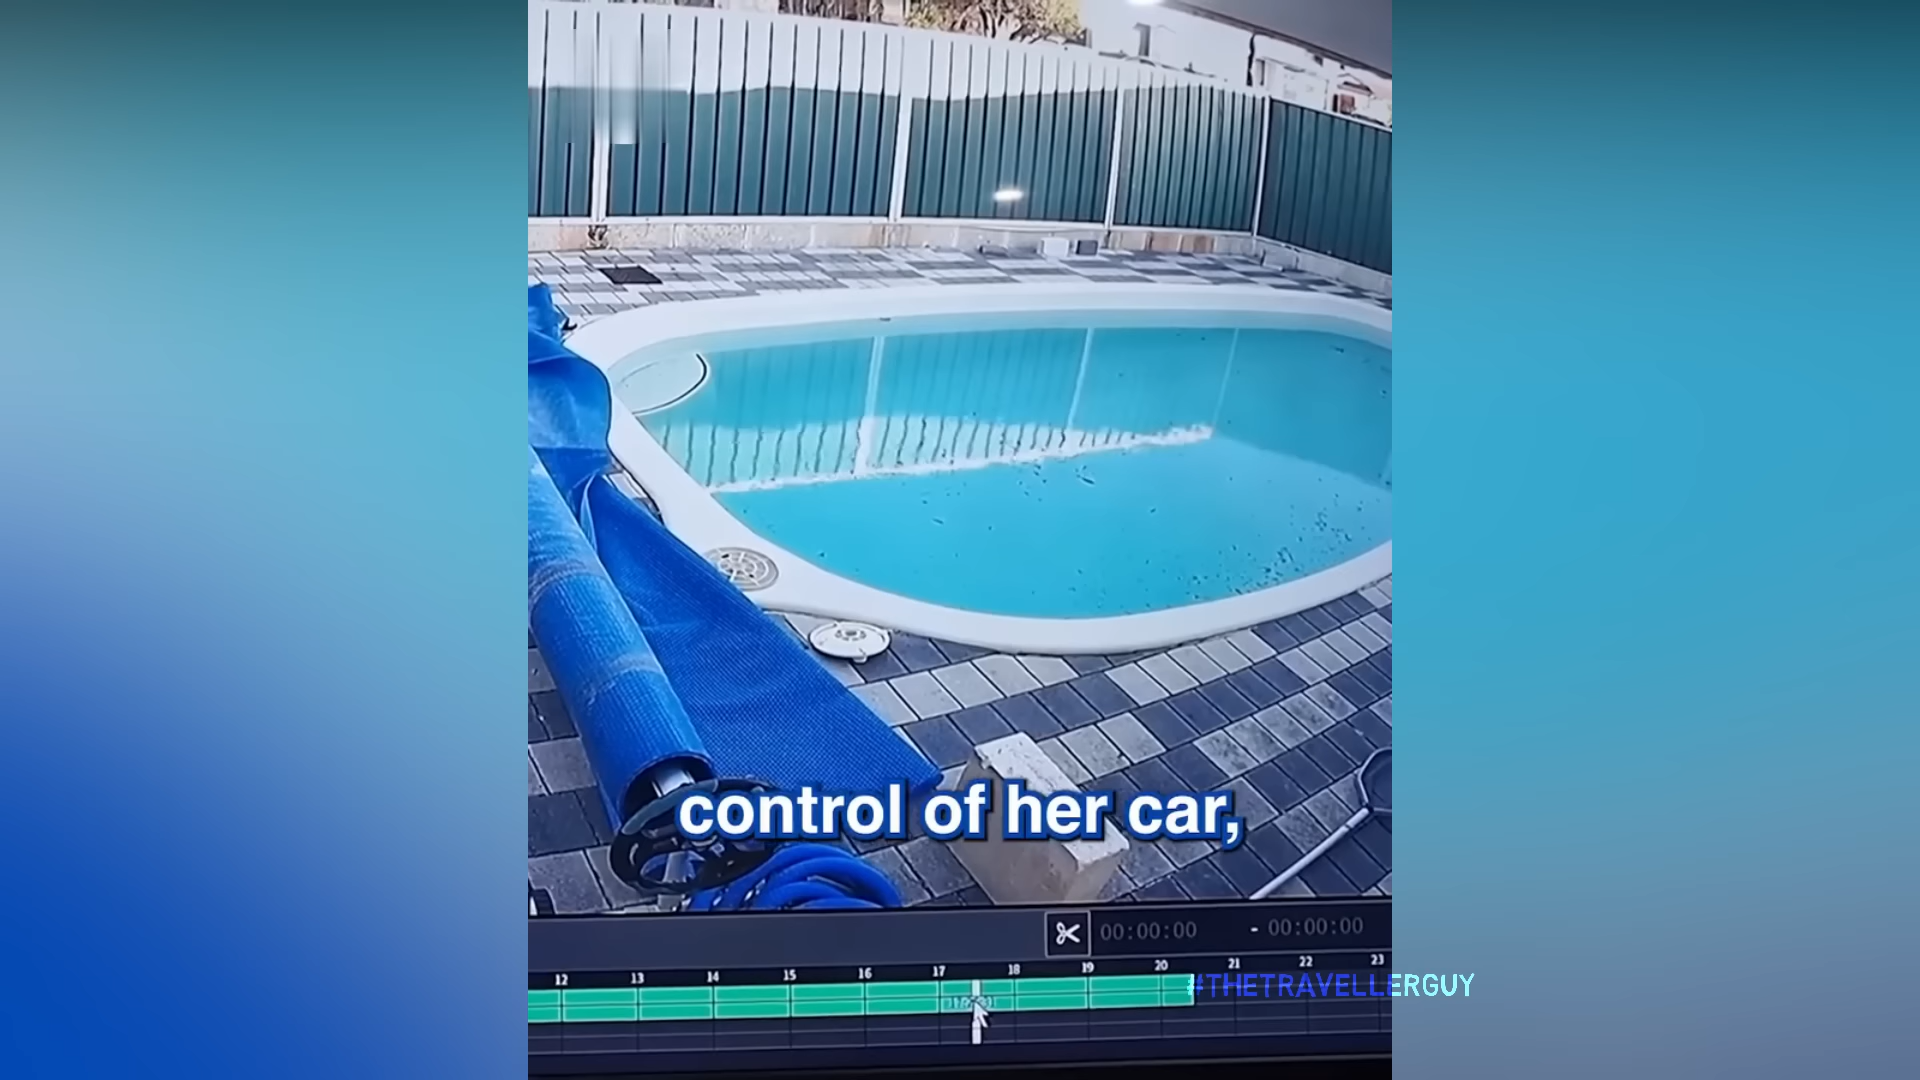 control of her car,
00:00:00 - 00:00:00
12 13 14 15 16 17 18 19 20 21 22 23
#THETRAVELLERGUY